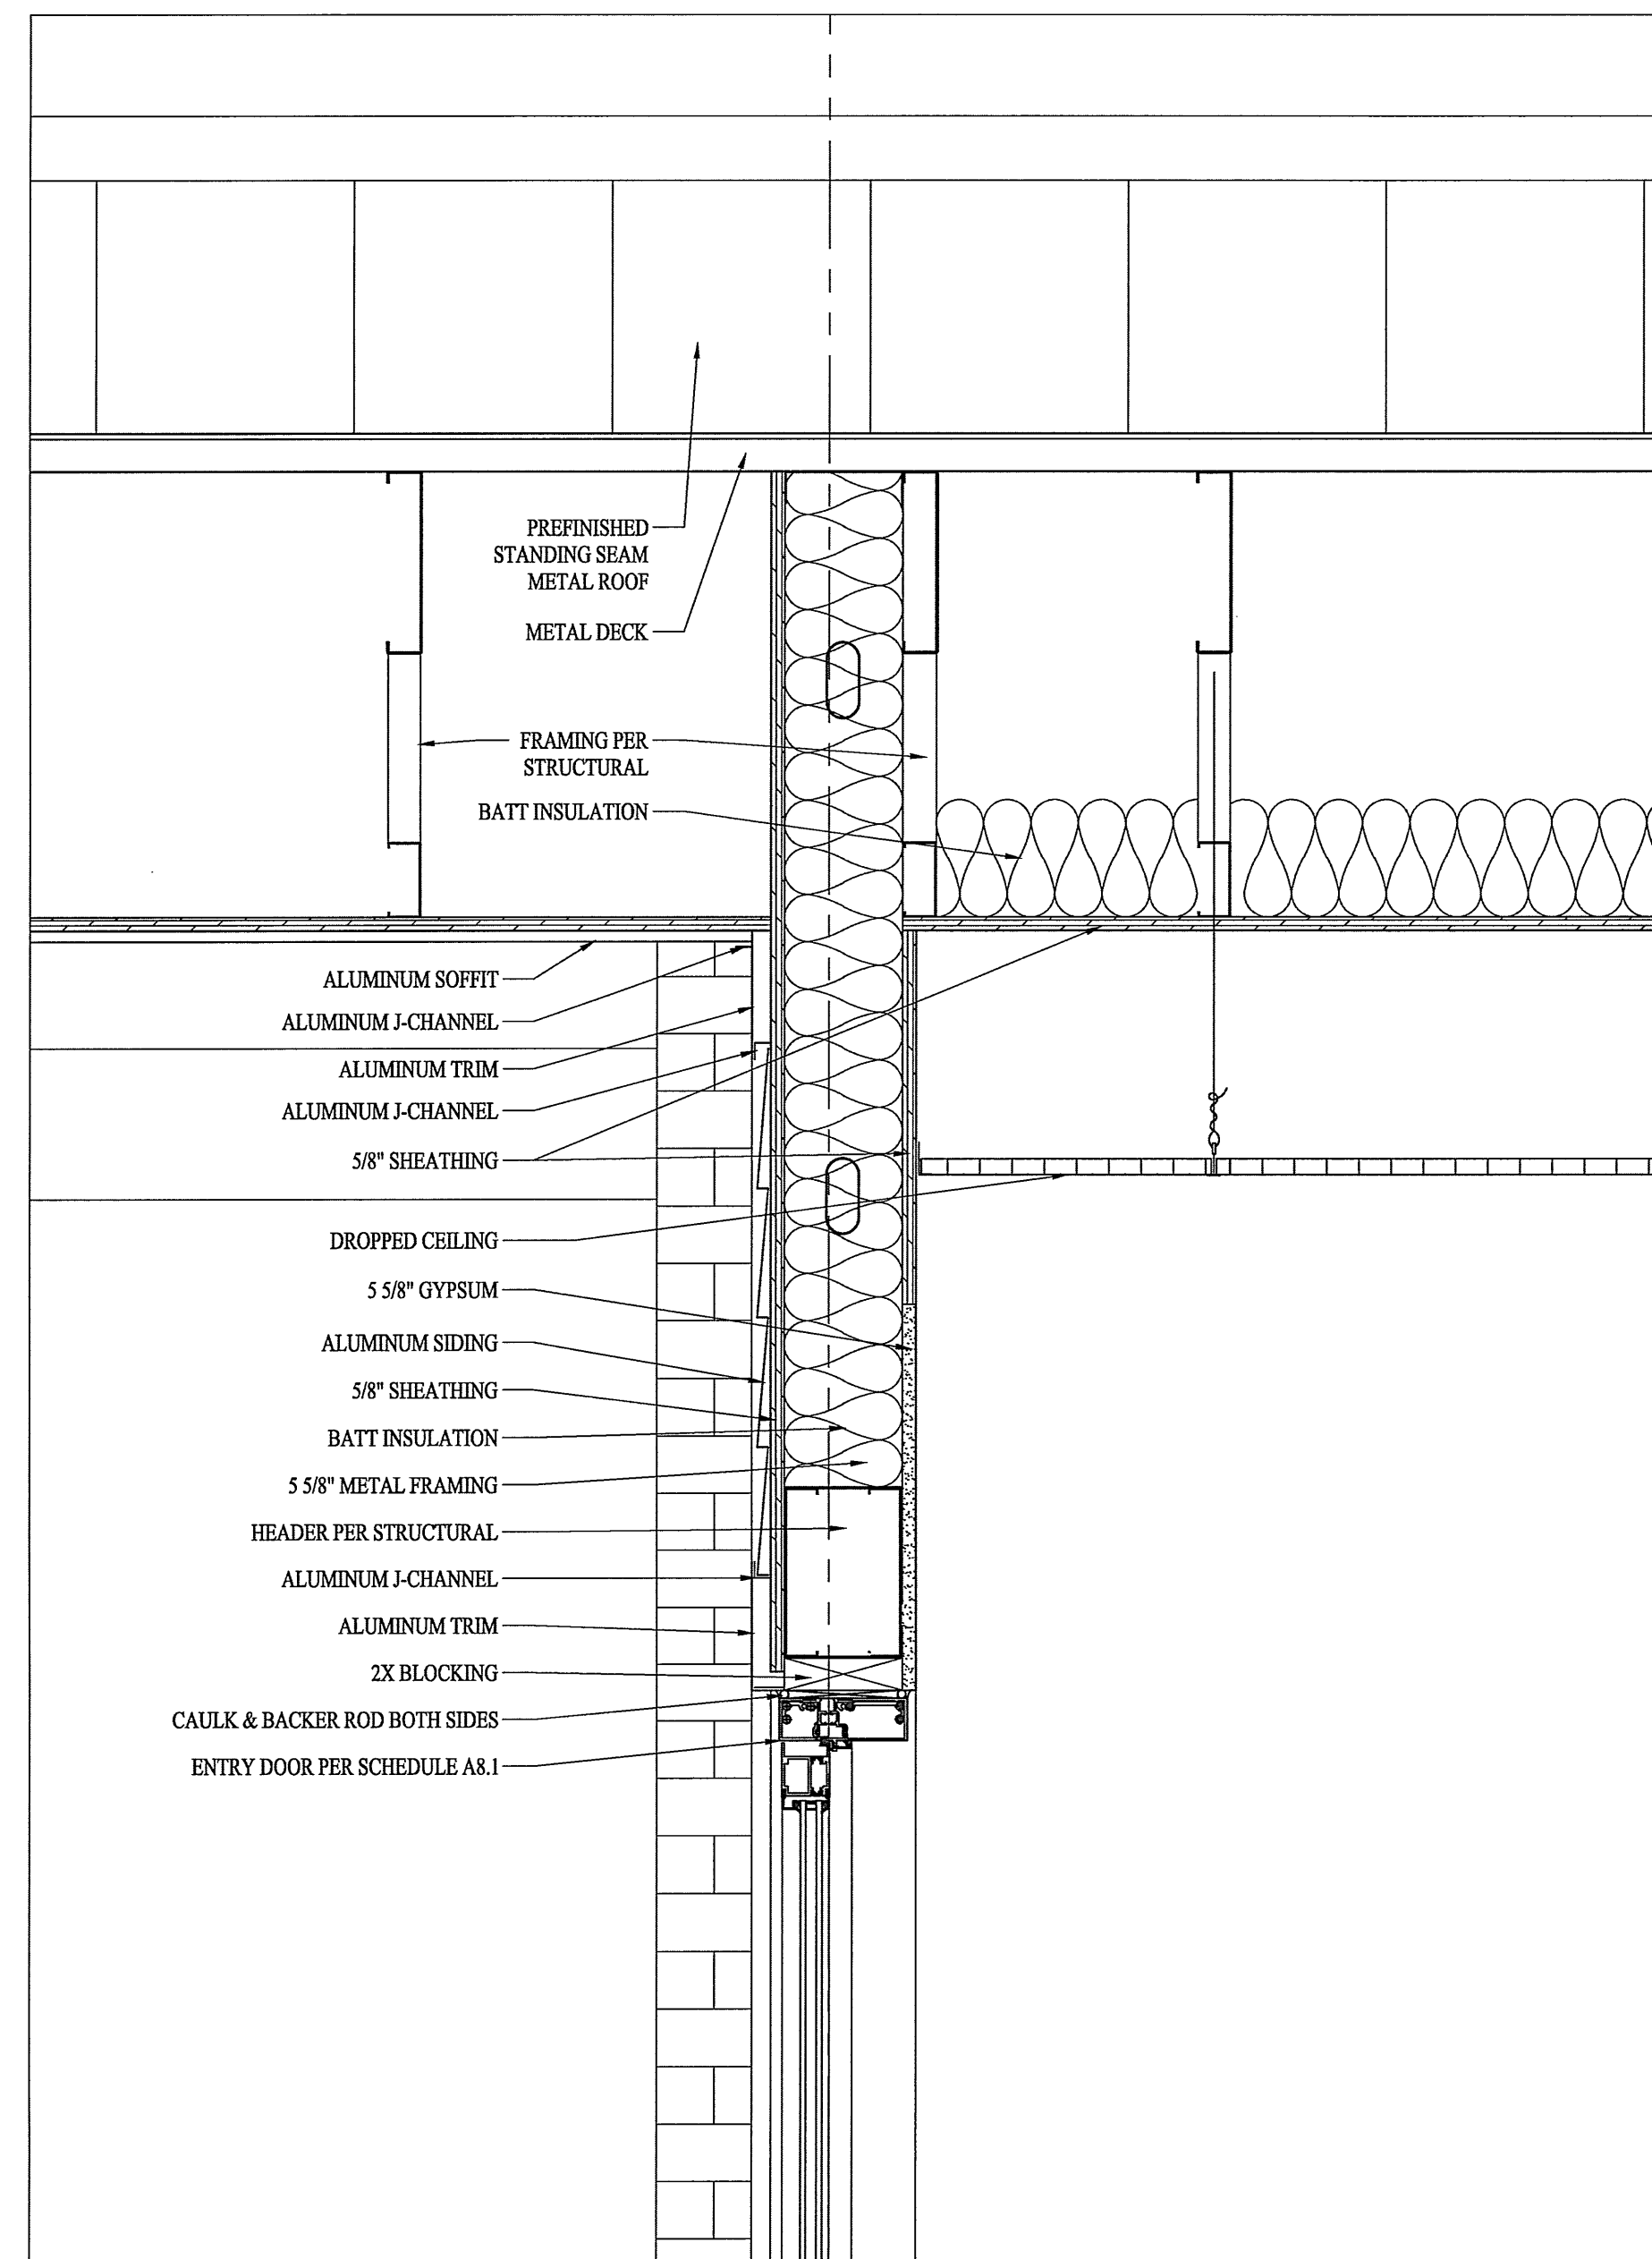 PREFINISHED
STANDING SEAM
METAL ROOF
METAL DECK
FRAMING PER
STRUCTURAL
BATT INSULATION
ALUMINUM SOFFIT
ALUMINUM J-CHANNEL
ALUMINUM TRIM
ALUMINUM J-CHANNEL
5/8" SHEATHING
DROPPED CEILING
5 5/8" GYPSUM
ALUMINUM SIDING
5/8" SHEATHING
BATT INSULATION
5 5/8" METAL FRAMING
HEADER PER STRUCTURAL
ALUMINUM J-CHANNEL
ALUMINUM TRIM
2X BLOCKING
CAULK & BACKER ROD BOTH SIDES
ENTRY DOOR PER SCHEDULE A8.1